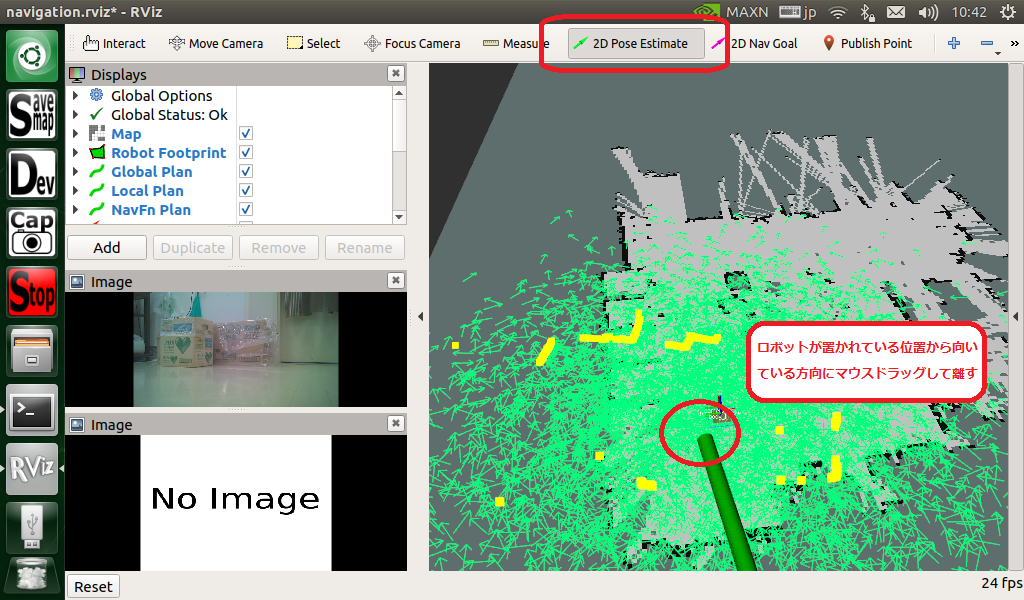 navigation.rviz* - RViz
MAXN
jp
10:42
Interact
Move Camera
Select
Focus Camera
Measure
2D Pose Estimate
2D Nav Goal
Publish Point
»
Save map
Dev
Cap
Stop
>_
RViz
Displays
Global Options
Global Status: Ok
Map
Robot Footprint
Global Plan
Local Plan
NavFn Plan
Add
Duplicate
Remove
Rename
Image
Image
No Image
ロボットが置かれている位置から向い
ている方向にマウスドラッグして離す
Reset
24 fps